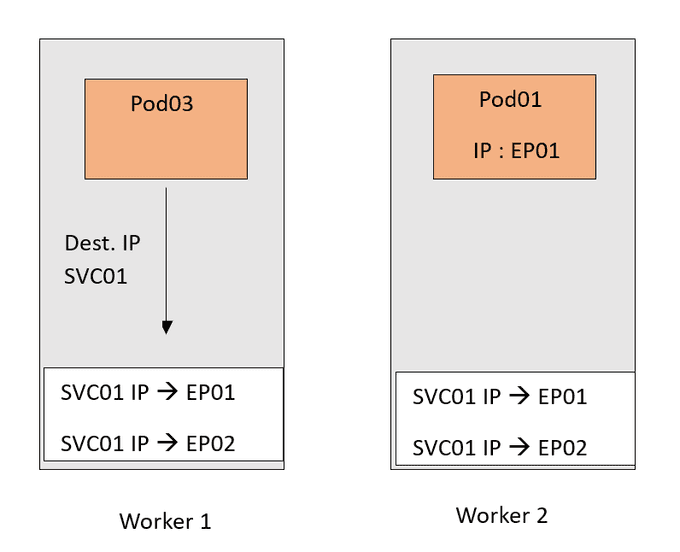 Pod03
Dest. IP
SVC01
SVC01 IP → EP01
SVC01 IP → EP02
Worker 1
Pod01
IP : EP01
SVC01 IP → EP01
SVC01 IP → EP02
Worker 2